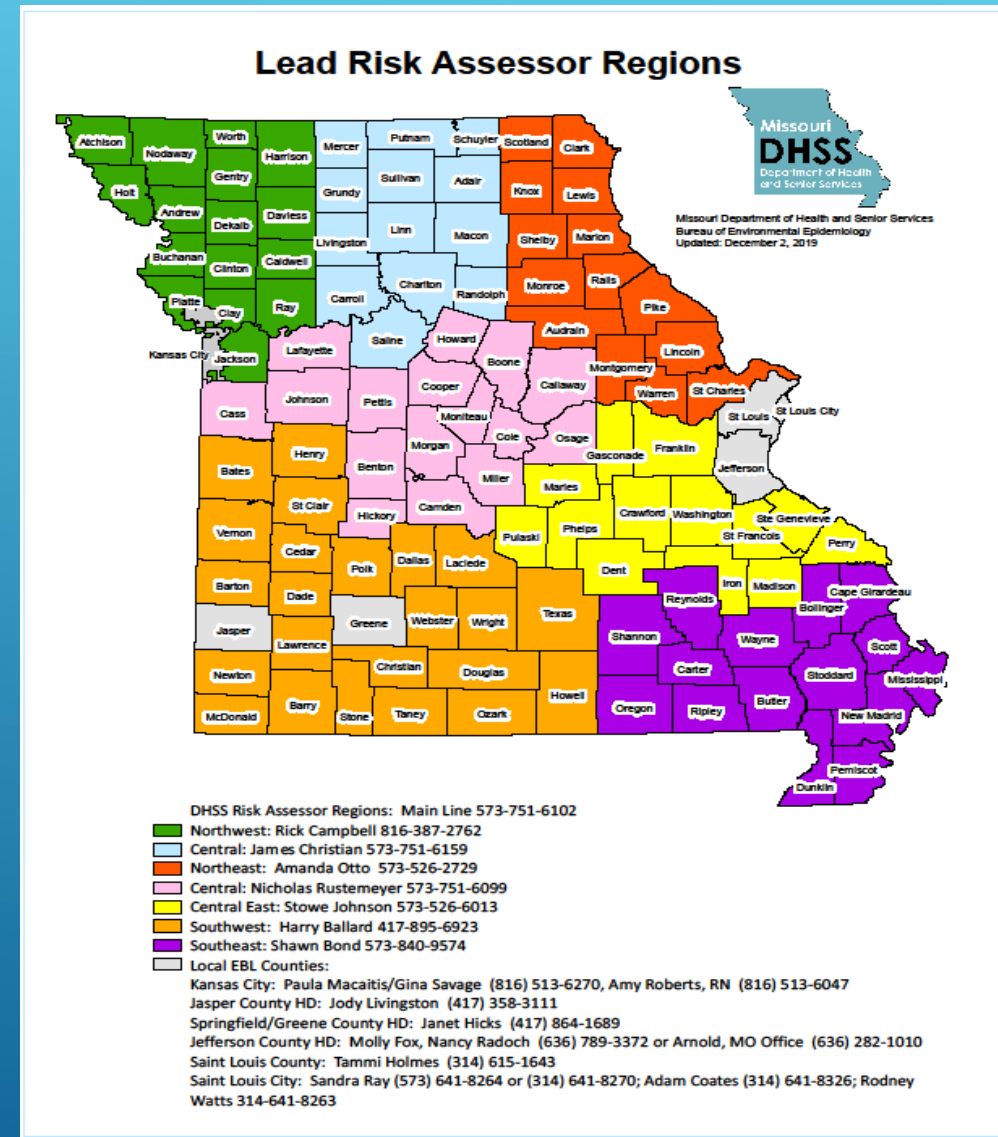 Lead Risk Assessor Regions
Missouri
DHSS
Department of Health
and Senior Services
Missouri Department of Health and Senior Services
Bureau of Environmental Epidemiology
Updated: December 2, 2019
Atchison
Nodaway
Worth
Harrison
Mercer
Putnam
Schuyler
Scotland
Clark
Holt
Gentry
Sullivan
Adair
Grundy
Knox
Lewis
Andrew
Dekalb
Daviess
Livingston
Linn
Macon
Shelby
Marion
Buchanan
Clinton
Caldwell
Carroll
Chariton
Randolph
Monroe
Ralls
Pike
Platte
Clay
Ray
Audrain
Kansas City
Jackson
Lafayette
Saline
Howard
Boone
Callaway
Montgomery
Lincoln
Warren
St Charles
St Louis
St Louis City
Cass
Johnson
Pettis
Cooper
Moniteau
Cole
Osage
Gasconade
Franklin
Jefferson
Bates
Henry
Benton
Morgan
Miller
Maries
St Clair
Hickory
Camden
Pulaski
Phelps
Crawford
Washington
Ste Genevieve
St Francois
Perry
Vernon
Cedar
Polk
Dallas
Laclede
Dent
Iron
Madison
Barton
Dade
Reynolds
Bollinger
Cape Girardeau
Jasper
Lawrence
Greene
Webster
Wright
Texas
Shannon
Wayne
Scott
Newton
Christian
Douglas
Carter
Stoddard
Mississippi
McDonald
Barry
Stone
Taney
Ozark
Howell
Oregon
Ripley
Butler
New Madrid
Pemiscot
Dunklin
DHSS Risk Assessor Regions: Main Line 573-751-6102
Northwest: Rick Campbell 816-387-2762
Central: James Christian 573-751-6159
Northeast: Amanda Otto 573-526-2729
Central: Nicholas Rustemeyer 573-751-6099
Central East: Stowe Johnson 573-526-6013
Southwest: Harry Ballard 417-895-6923
Southeast: Shawn Bond 573-840-9574
Local EBL Counties:
Kansas City: Paula Macaitis/Gina Savage (816) 513-6270, Amy Roberts, RN (816) 513-6047
Jasper County HD: Jody Livingston (417) 358-3111
Springfield/Greene County HD: Janet Hicks (417) 864-1689
Jefferson County HD: Molly Fox, Nancy Radoch (636) 789-3372 or Arnold, MO Office (636) 282-1010
Saint Louis County: Tammi Holmes (314) 615-1643
Saint Louis City: Sandra Ray (573) 641-8264 or (314) 641-8270; Adam Coates (314) 641-8326; Rodney
Watts 314-641-8263